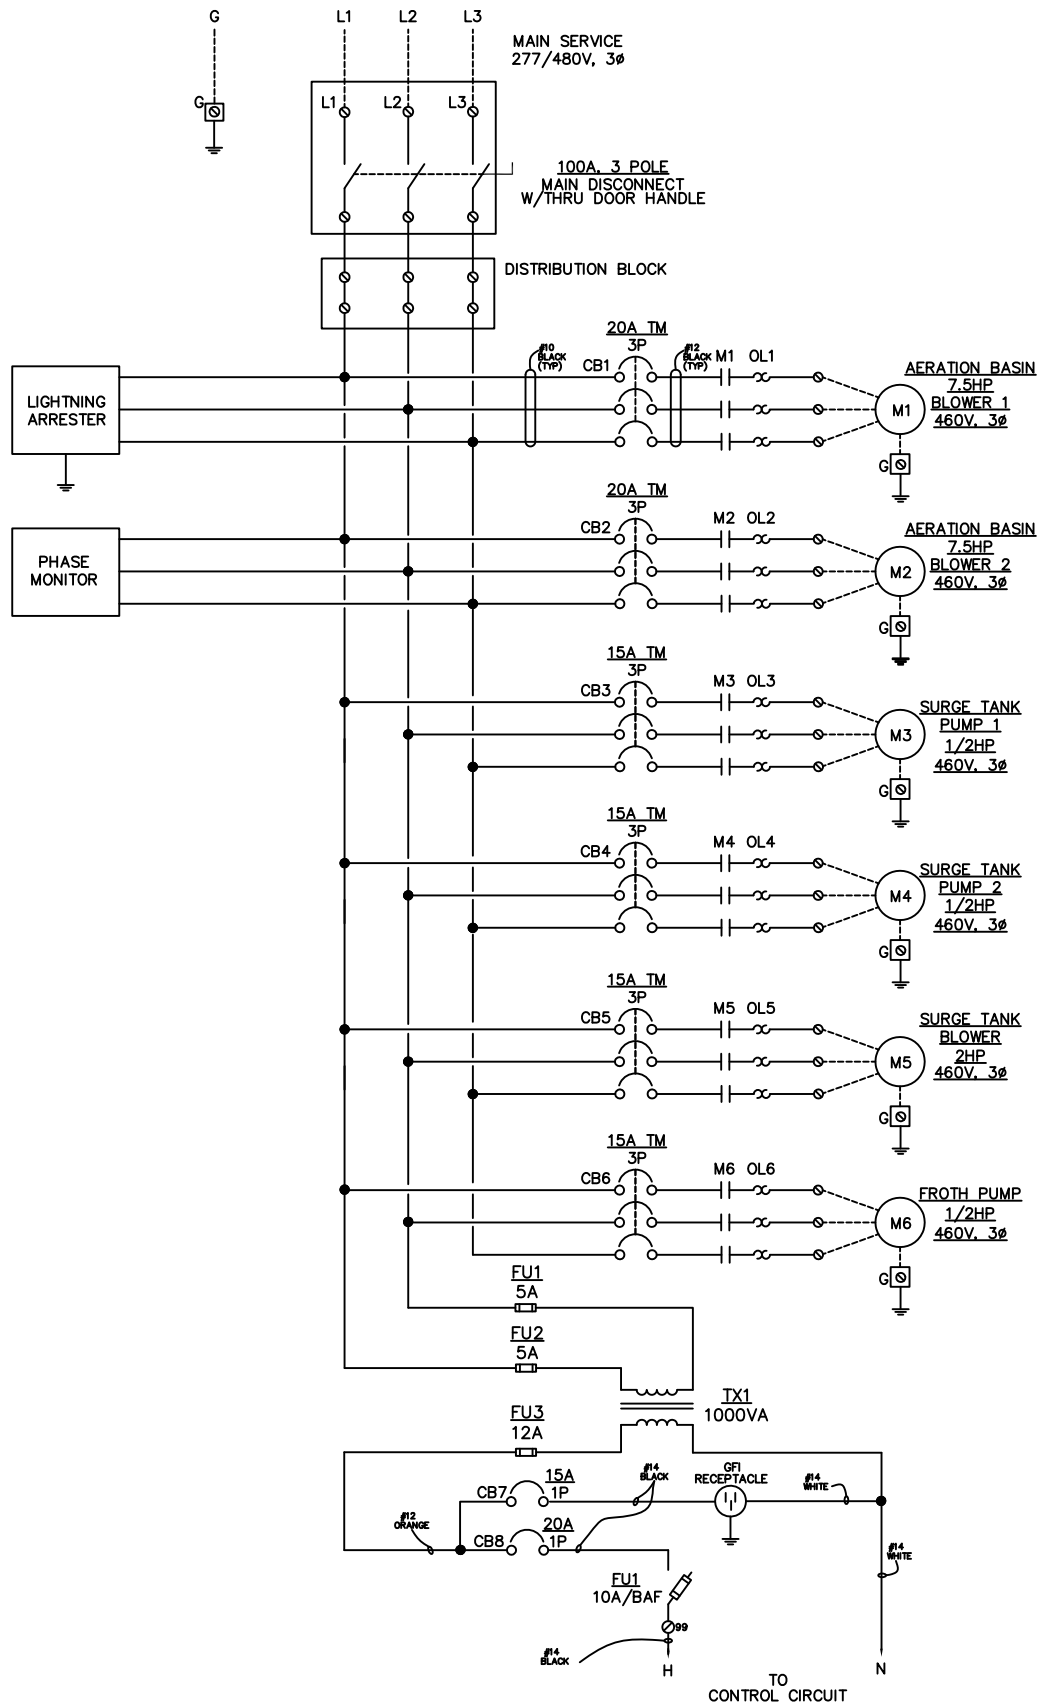 G L1 L2 L3
MAIN SERVICE
277/480V, 3ø
G
L1 L2 L3
100A, 3 POLE
MAIN DISCONNECT
W/THRU DOOR HANDLE
DISTRIBUTION BLOCK
LIGHTNING
ARRESTER
#10
BLACK
(TYP)
20A TM
3P
CB1
#12
BLACK
(TYP)
M1 OL1
M1
AERATION BASIN
7.5HP
BLOWER 1
460V, 3ø
G
PHASE
MONITOR
20A TM
3P
CB2
M2 OL2
M2
AERATION BASIN
7.5HP
BLOWER 2
460V, 3ø
G
15A TM
3P
CB3
M3 OL3
M3
SURGE TANK
PUMP 1
1/2HP
460V, 3ø
G
15A TM
3P
CB4
M4 OL4
M4
SURGE TANK
PUMP 2
1/2HP
460V, 3ø
G
15A TM
3P
CB5
M5 OL5
M5
SURGE TANK
BLOWER
2HP
460V, 3ø
G
15A TM
3P
CB6
M6 OL6
M6
FROTH PUMP
1/2HP
460V, 3ø
G
FU1
5A
FU2
5A
TX1
1000VA
FU3
12A
CB7
15A
1P
#14
BLACK
GFI
RECEPTACLE
#14
WHITE
#12
ORANGE
CB8
20A
1P
#14
WHITE
FU1
10A/BAF
99
#14
BLACK
H
N
TO
CONTROL CIRCUIT